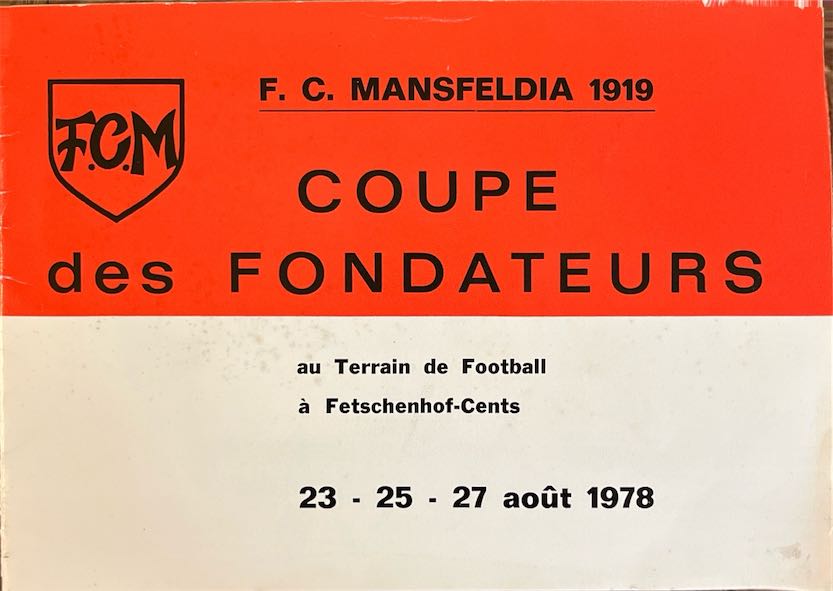 F. C. MANSFELDIA 1919
F.C.M
COUPE
des FONDATEURS
au Terrain de Football
à Fetschenhof-Cents
23 - 25 - 27 août 1978